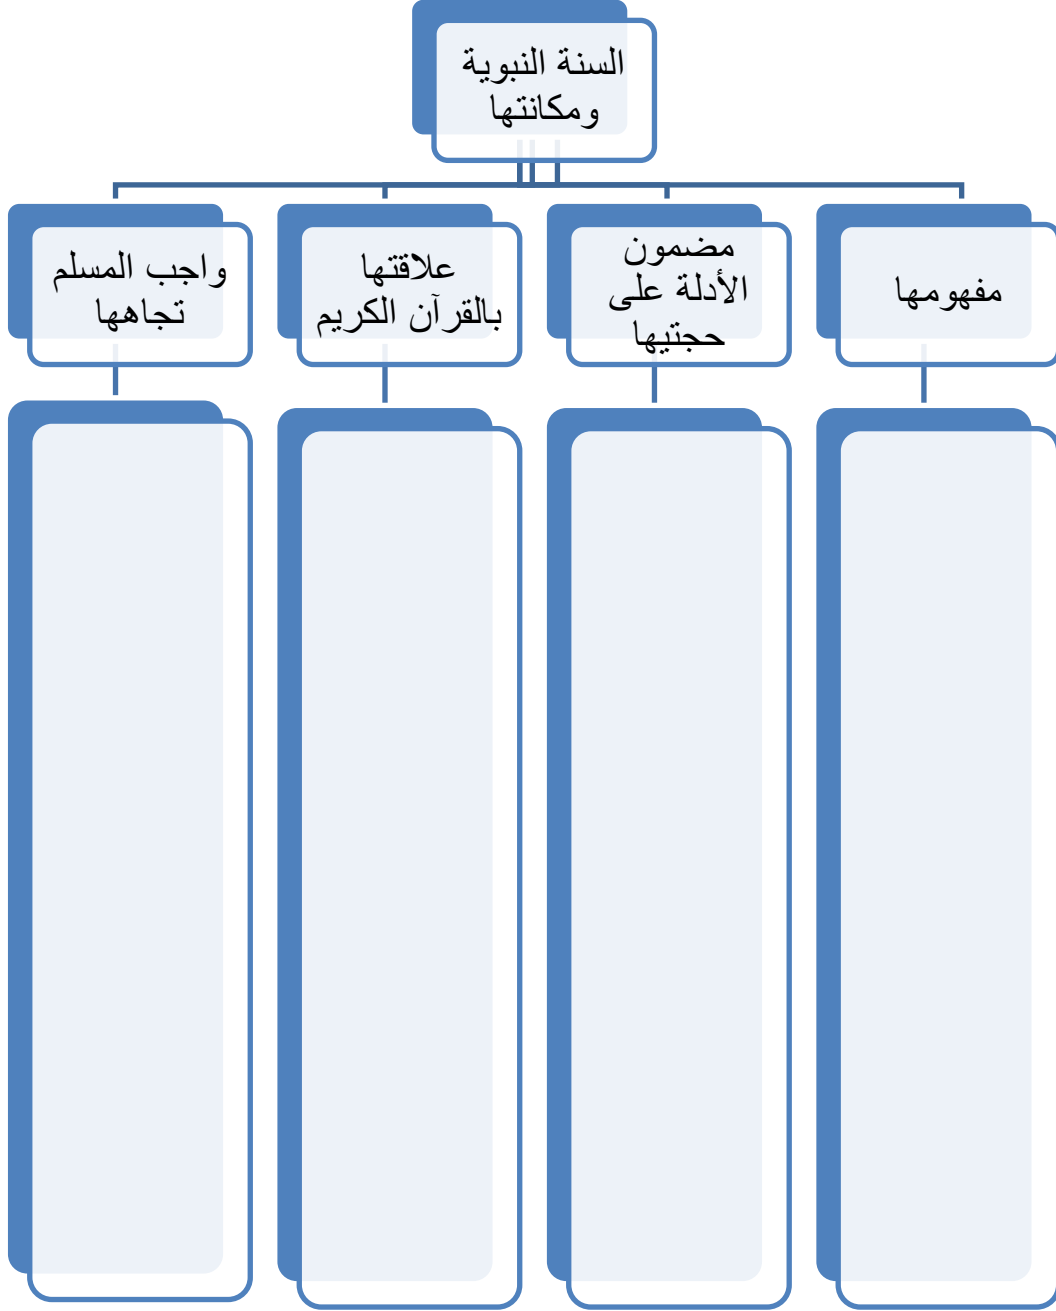 السنة النبوية
ومكانتها
مفهومها
مضمون
الأدلة على
حجتيها
علاقتها
بالقرآن الكريم
واجب المسلم
تجاهها